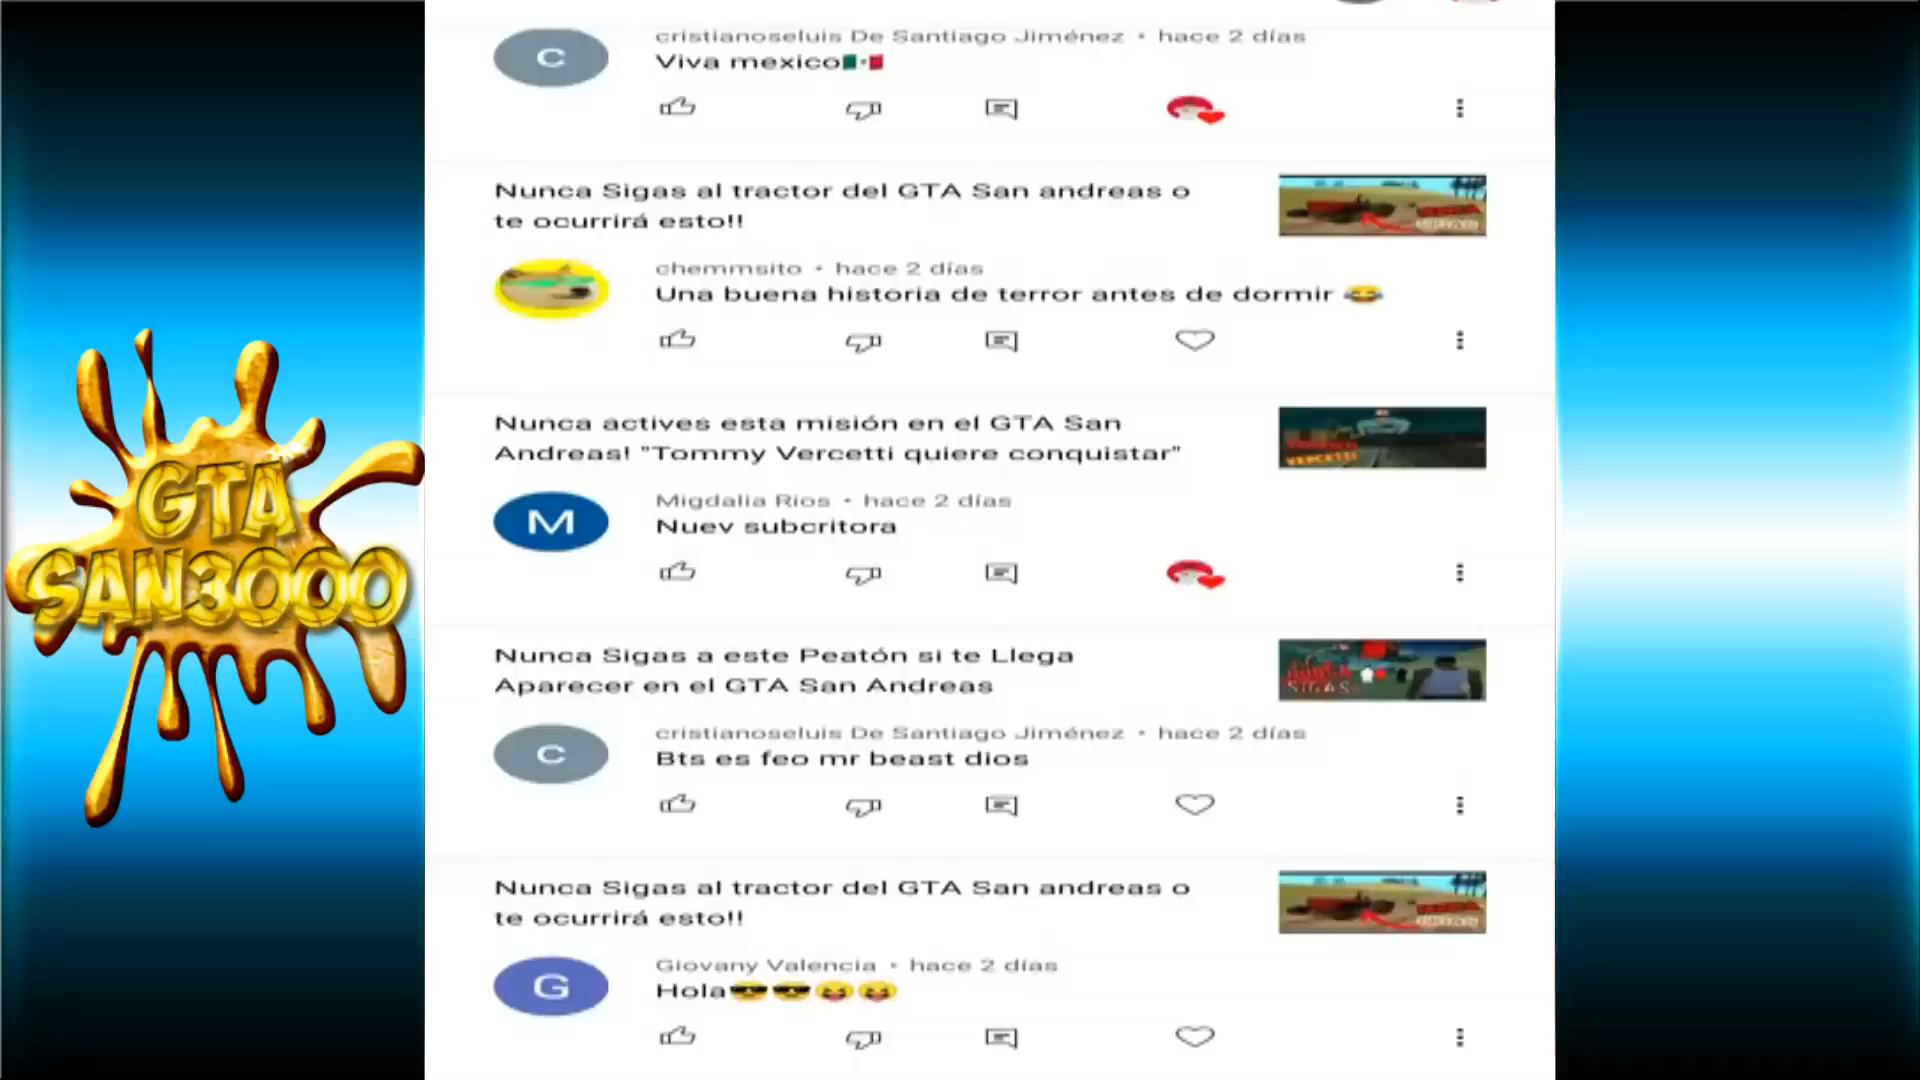 cristianoseluis De Santiago Jiménez • hace 2 días
C
Viva mexico🇲🇽
Nunca Sigas al tractor del GTA San andreas o
te ocurrirá esto!!
chemmsito • hace 2 días
Una buena historia de terror antes de dormir 😂
Nunca actives esta misión en el GTA San
Andreas! "Tommy Vercetti quiere conquistar"
VERCETTI
Migdalia Rios • hace 2 días
M
Nuev subcritora
GTA
SAN3000
Nunca Sigas a este Peatón si te Llega
Aparecer en el GTA San Andreas
NUNCA
SIGAS
cristianoseluis De Santiago Jiménez • hace 2 días
C
Bts es feo mr beast dios
Nunca Sigas al tractor del GTA San andreas o
te ocurrirá esto!!
Giovany Valencia • hace 2 días
G
Hola😎😎😝😝